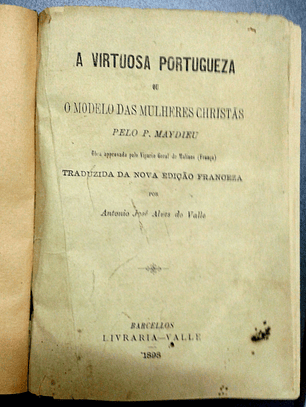 A VIRTUOSA PORTUGUEZA
OU
O MODELO DAS MULHERES CHRISTÃS
PELO P. MAYDIEU
Obra approvada pelo Vigario Geral de Malines (França)
TRADUZIDA DA NOVA EDIÇÃO FRANCEZA
POR
Antonio José Alves do Valle
BARCELLOS
LIVRARIA—VALLE
1898